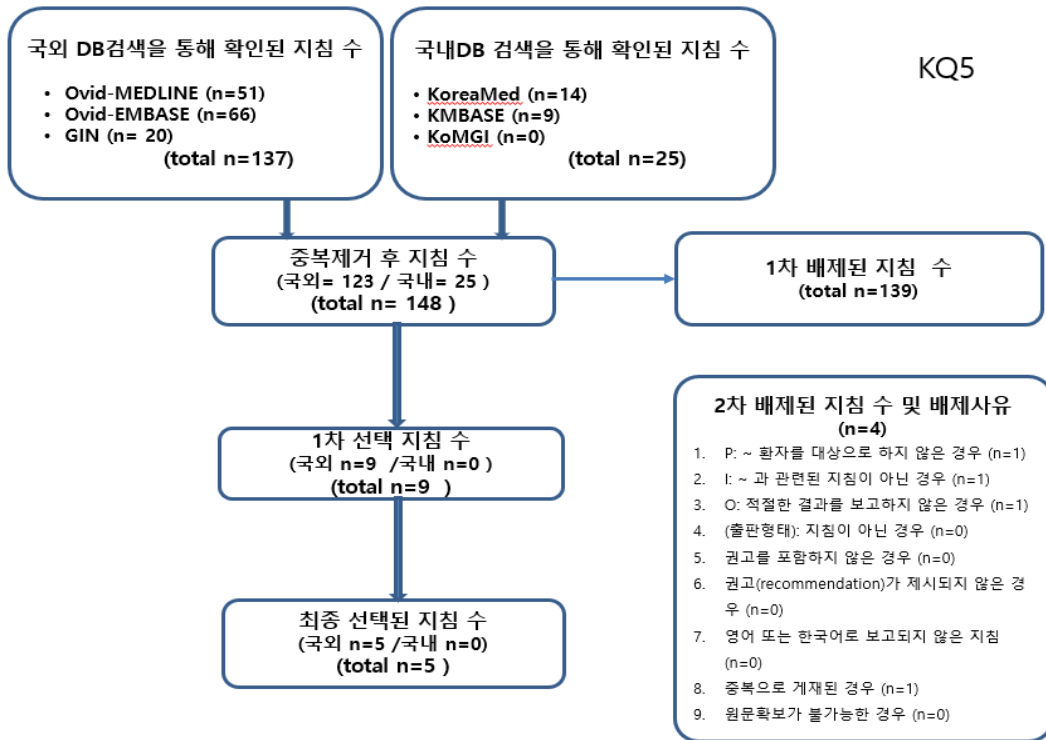 국외 DB검색을 통해 확인된 지침 수
• Ovid-MEDLINE (n=51)
• Ovid-EMBASE (n=66)
• GIN (n= 20)
(total n=137)
국내DB 검색을 통해 확인된 지침 수
• KoreaMed (n=14)
• KMBASE (n=9)
• KoMGI (n=0)
(total n=25)
KQ5
중복제거 후 지침 수
(국외= 123 / 국내= 25 )
(total n= 148 )
1차 배제된 지침 수
(total n=139)
1차 선택 지침 수
(국외 n=9 /국내 n=0 )
(total n=9 )
2차 배제된 지침 수 및 배제사유
(n=4)
1. P: ~ 환자를 대상으로 하지 않은 경우 (n=1)
2. I: ~ 과 관련된 지침이 아닌 경우 (n=1)
3. O: 적절한 결과를 보고하지 않은 경우 (n=1)
4. (출판형태): 지침이 아닌 경우 (n=0)
5. 권고를 포함하지 않은 경우 (n=0)
6. 권고(recommendation)가 제시되지 않은 경
우 (n=0)
7. 영어 또는 한국어로 보고되지 않은 지침
(n=0)
8. 중복으로 게재된 경우 (n=1)
9. 원문확보가 불가능한 경우 (n=0)
최종 선택된 지침 수
(국외 n=5 /국내 n=0)
(total n=5 )